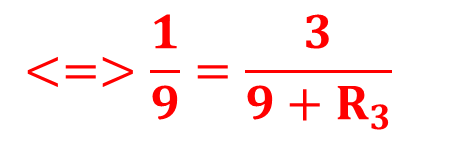 <=> 1/9 = 3/(9 + R₃)